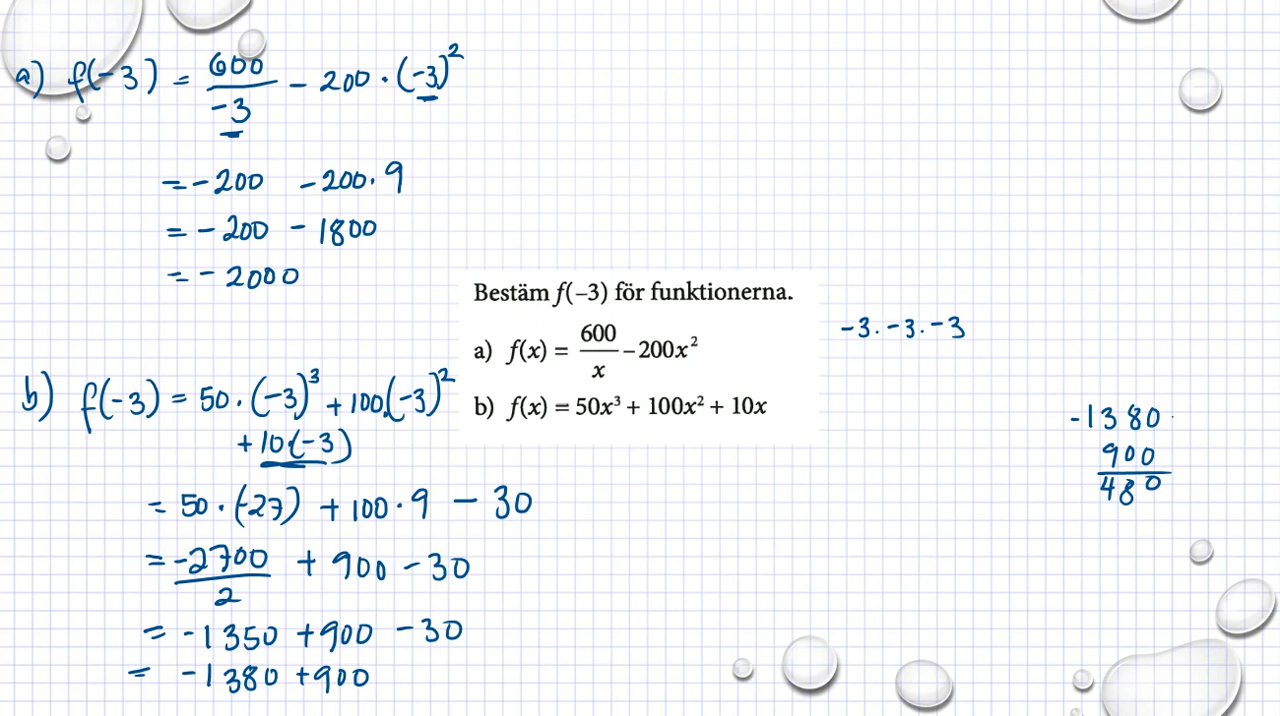 a) f(-3) = 600/-3 - 200 · (-3)²
= -200 - 200 · 9
= -200 - 1800
= -2000
Bestäm f(–3) för funktionerna.
a) f(x) = 600/x – 200x²
b) f(x) = 50x³ + 100x² + 10x
b) f(-3) = 50 · (-3)³ + 100 · (-3)²
+ 10(-3)
= 50 · (-27) + 100 · 9 - 30
= -2700/2 + 900 - 30
= -1350 + 900 - 30
= -1380 + 900
-3 · -3 · -3
-1380
900
480